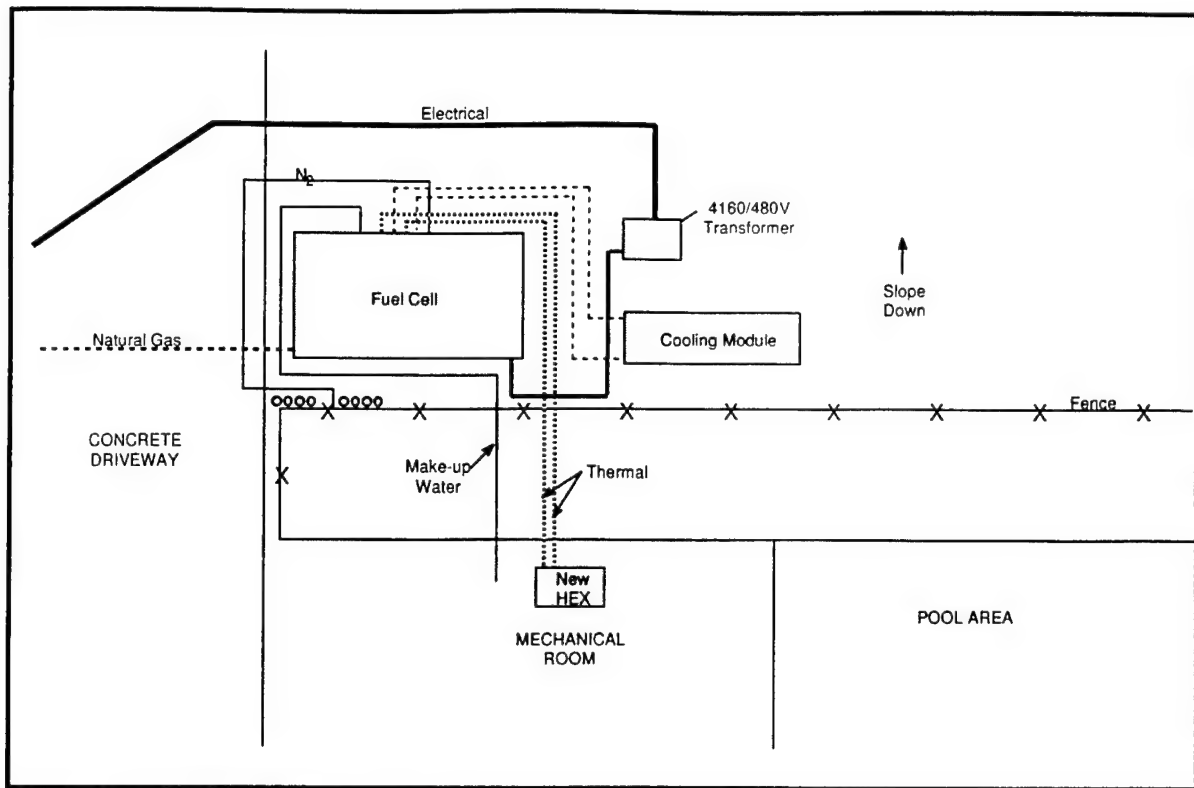 Electrical
N₂
4160/480V
Transformer
Slope
Down
Fuel Cell
Natural Gas
Cooling Module
Fence
CONCRETE
DRIVEWAY
Make-up
Water
Thermal
New
HEX
POOL AREA
MECHANICAL
ROOM